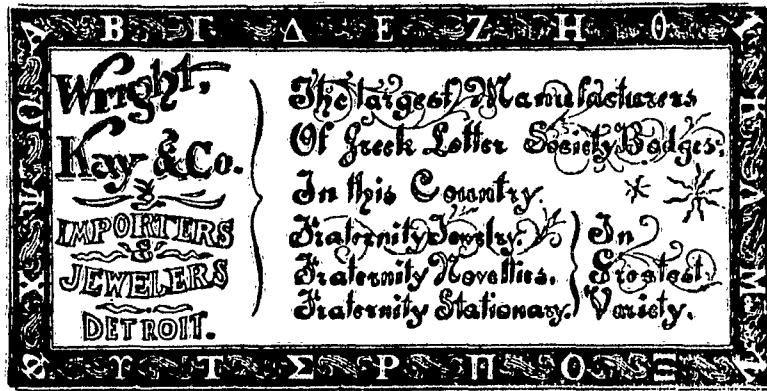 Α Β Γ Δ Ε Ζ Η Θ Ι
Κ Λ Μ Ν
Ξ Ο Π Ρ Σ Τ Υ Φ
Χ Ψ Ω
Wright,
Kay & Co.
IMPORTERS
&
JEWELERS
DETROIT.
The largest Manufacturers
Of Greek Letter Society Badges,
In this Country.
Fraternity Jewelry.
Fraternity Novelties.
Fraternity Stationary.
In
Greatest
Variety.